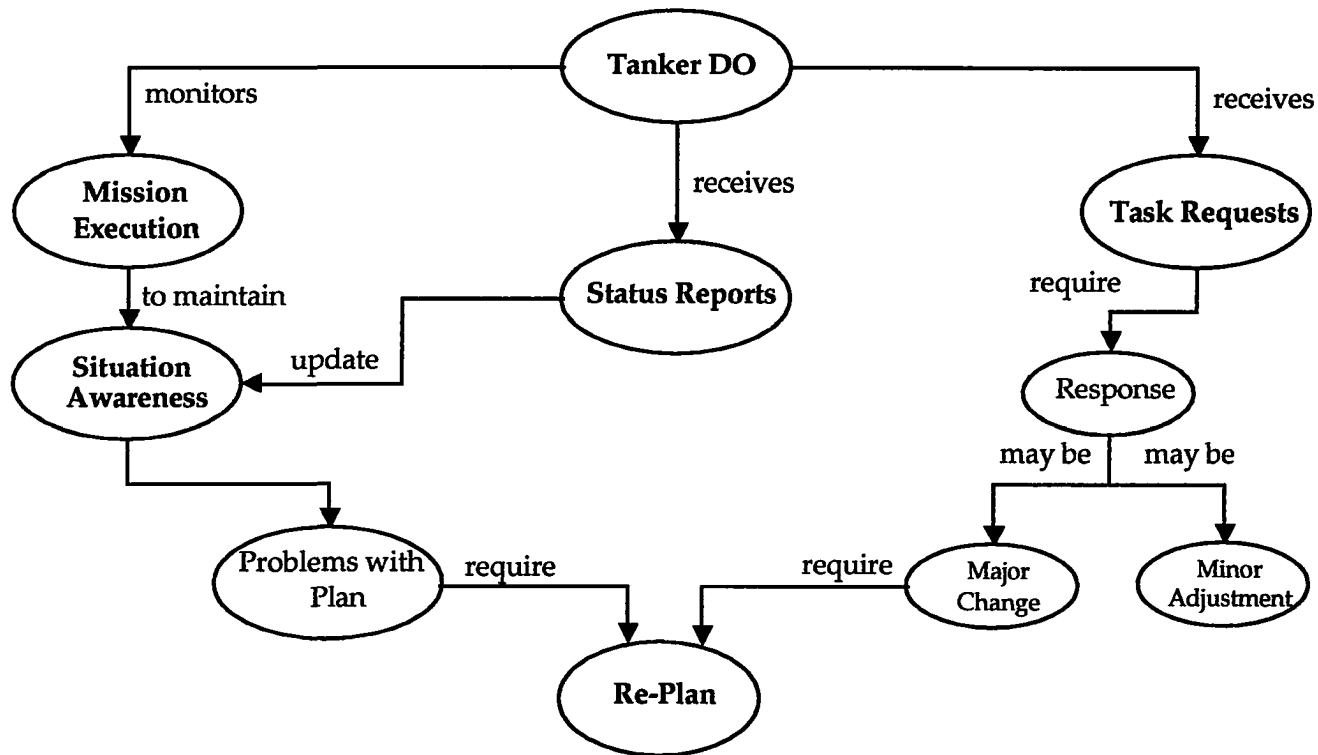 Tanker DO
monitors
receives
Mission
Execution
receives
Task Requests
to maintain
Status Reports
require
Situation
Awareness
update
Response
may be
may be
Problems with
Plan
require
require
Major
Change
Minor
Adjustment
Re-Plan